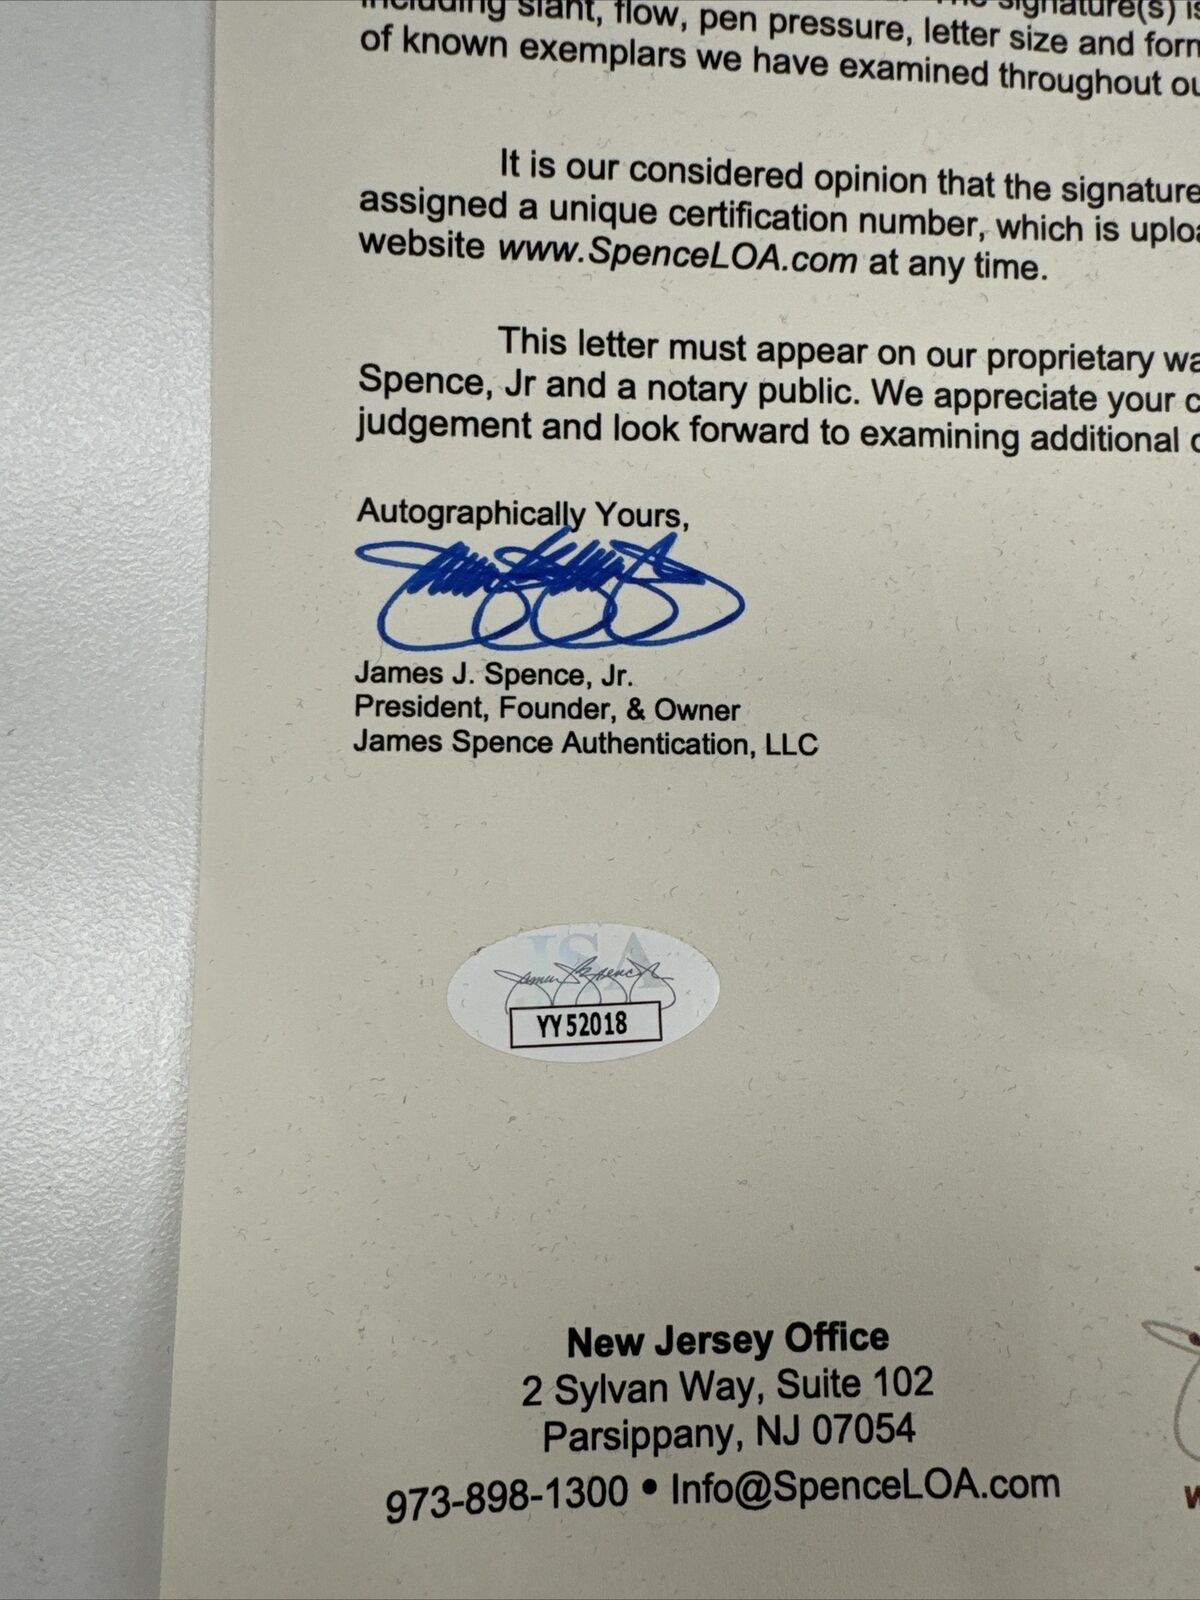 including slant, flow, pen pressure, letter size and form
of known exemplars we have examined throughout ou
It is our considered opinion that the signature
assigned a unique certification number, which is uploa
website www.SpenceLOA.com at any time.
This letter must appear on our proprietary wa
Spence, Jr and a notary public. We appreciate your c
judgement and look forward to examining additional
Autographically Yours,
James J. Spence, Jr.
President, Founder, & Owner
James Spence Authentication, LLC
JSA
James Spence
YY52018
New Jersey Office
2 Sylvan Way, Suite 102
Parsippany, NJ 07054
973-898-1300 • Info@SpenceLOA.com